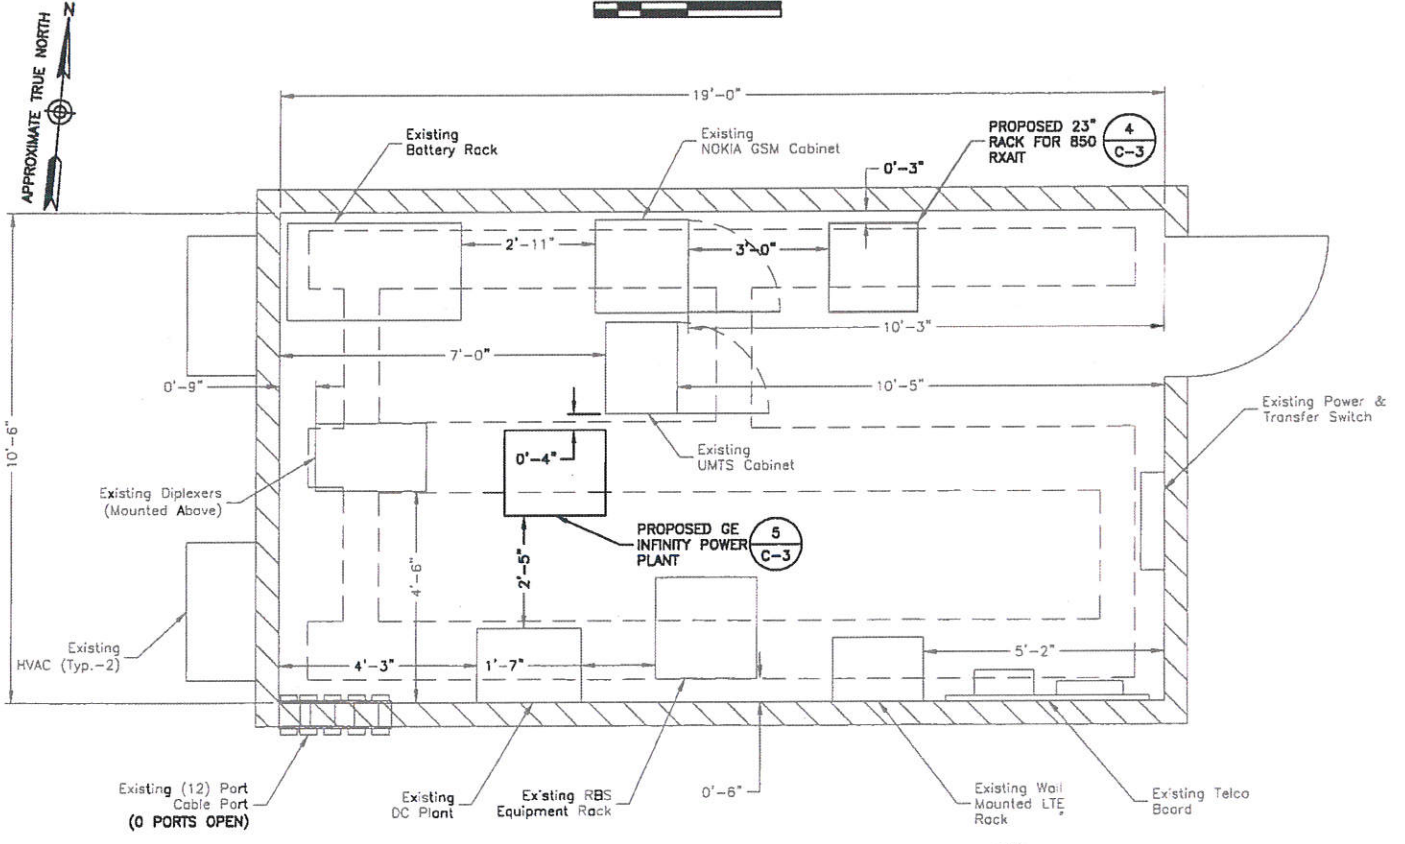 N
APPROXIMATE TRUE NORTH
19'-0"
Existing
Battery Rack
Existing
NOKIA GSM Cabinet
PROPOSED 23"
RACK FOR 850
RXAIT
4
C-3
0'-3"
2'-11"
3'-0"
10'-3"
7'-0"
0'-9"
10'-5"
10'-6"
Existing Power &
Transfer Switch
0'-4"
Existing
UMTS Cabinet
Existing Diplexers
(Mounted Above)
PROPOSED GE
INFINITY POWER
PLANT
5
C-3
4'-6"
2'-5"
Existing
HVAC (Typ.-2)
4'-3"
1'-7"
5'-2"
Existing (12) Port
Cable Port
(0 PORTS OPEN)
Existing
DC Plant
Existing RBS
Equipment Rack
0'-6"
Existing Wall
Mounted LTE
Rack
Existing Telco
Board